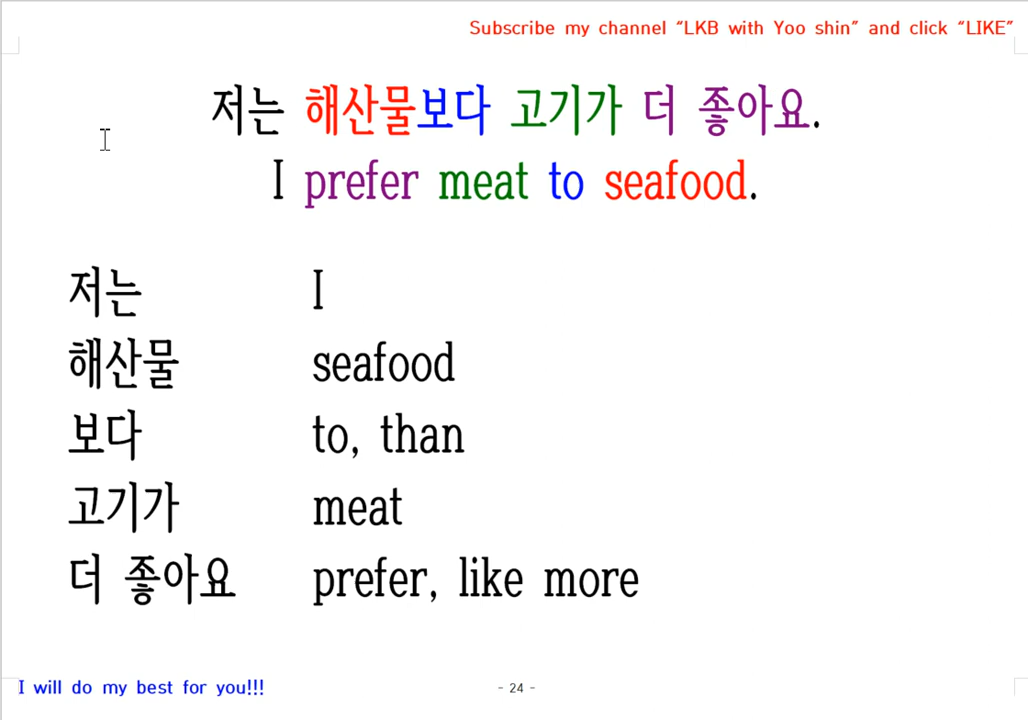 Subscribe my channel “LKB with Yoo shin” and click “LIKE”
저는 해산물보다 고기가 더 좋아요.
I prefer meat to seafood.
저는 I
해산물 seafood
보다 to, than
고기가 meat
더 좋아요 prefer, like more
I will do my best for you!!!
- 24 -